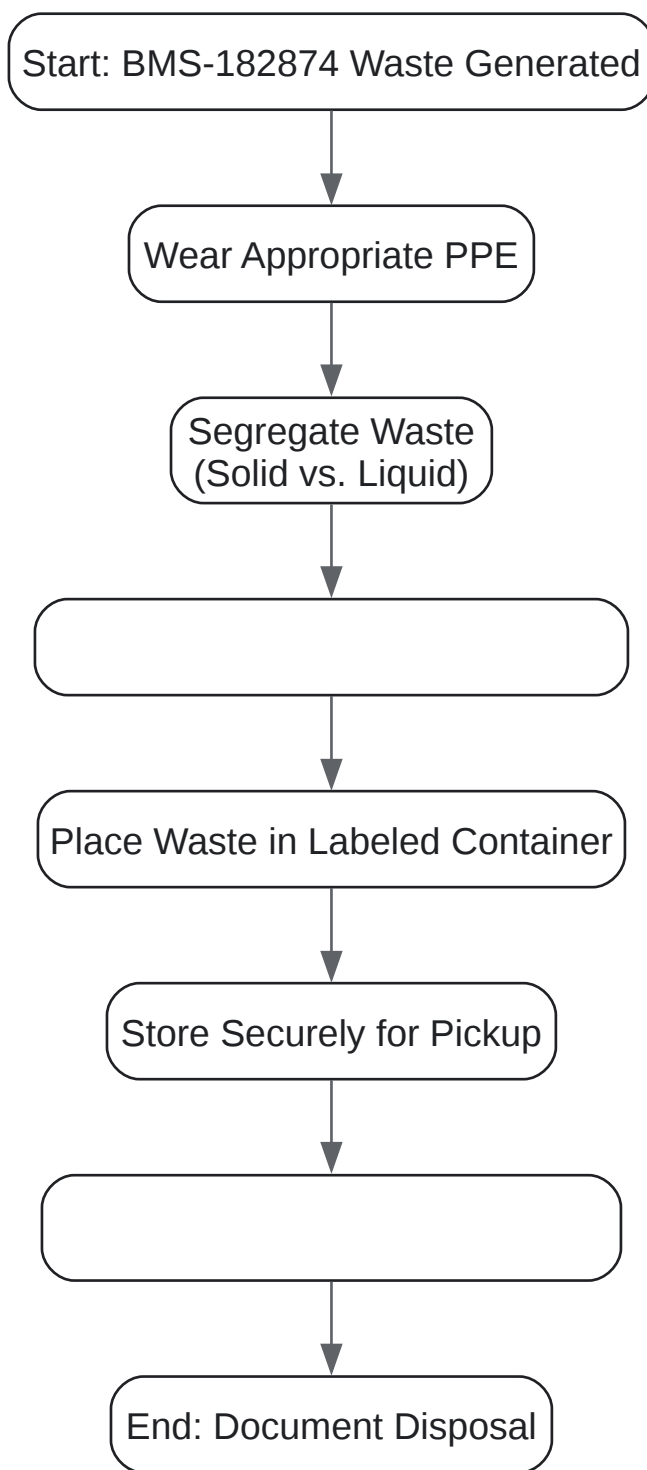 Start: BMS-182874 Waste Generated
Wear Appropriate PPE
Segregate Waste
(Solid vs. Liquid)
Place Waste in Labeled Container
Store Securely for Pickup
End: Document Disposal